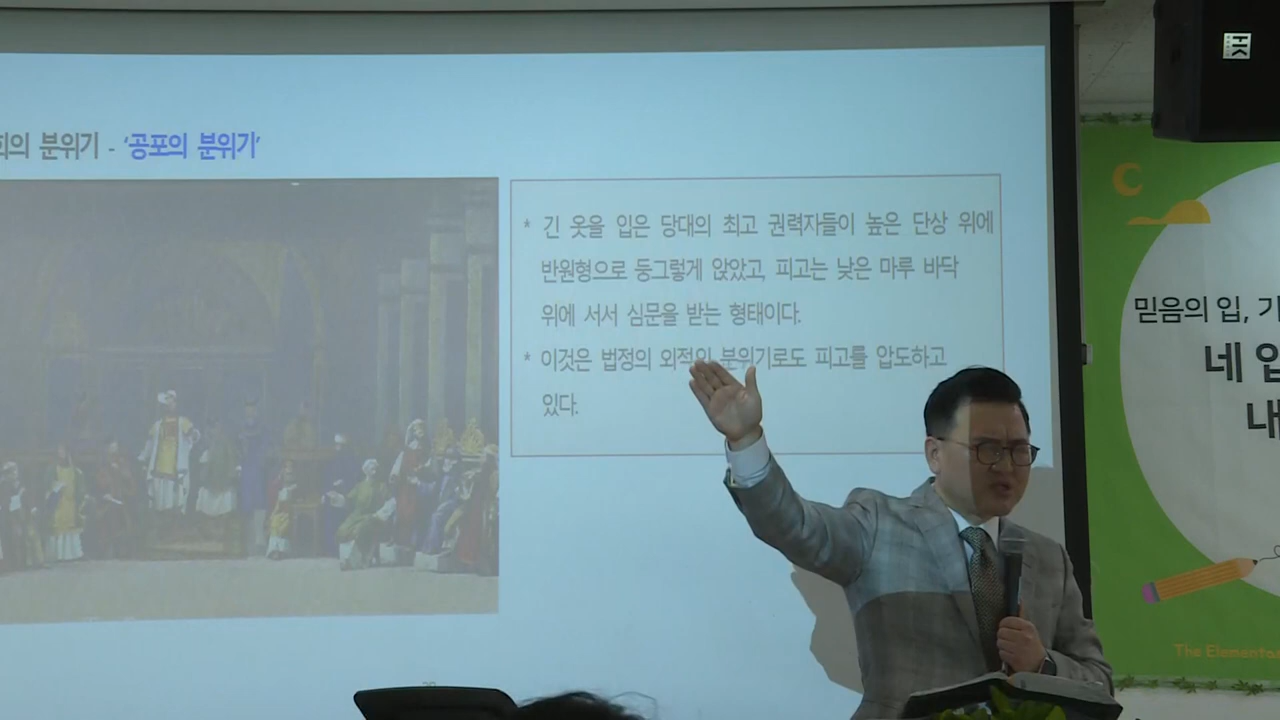 회의 분위기 - ‘공포의 분위기’
* 긴 옷을 입은 당대의 최고 권력자들이 높은 단상 위에
반원형으로 둥그렇게 앉았고, 피고는 낮은 마루 바닥
위에 서서 심문을 받는 형태이다.
* 이것은 법정의 외적인 분위기로도 피고를 압도하고
있다.
믿음의 입, 기
네 입
내
The Elementar